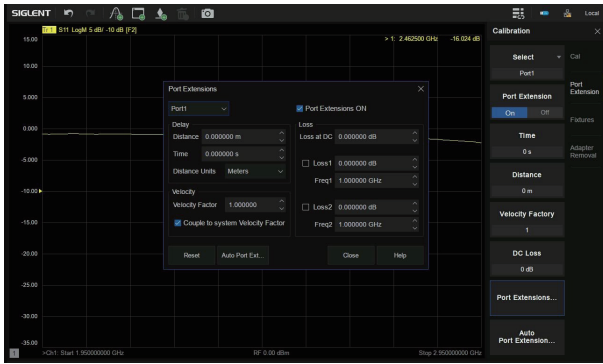 SIGLENT
Local
Tr 1 S11 LogM 5 dB/ -10 dB [F2]
> 1: 2.462500 GHz -16.024 dB
15.00
10.00
5.000
0.000
-5.000
-10.00
-15.00
-20.00
-25.00
-30.00
-35.00
Port Extensions
Port1
Port Extensions ON
Delay
Distance 0.000000 m
Time 0.000000 s
Distance Units Meters
Velocity
Velocity Factor 1.000000
Couple to system Velocity Factor
Loss
Loss at DC 0.000000 dB
Loss1 0.000000 dB
Freq1 1.000000 GHz
Loss2 0.000000 dB
Freq2 1.000000 GHz
Reset
Auto Port Ext...
Close
Help
Calibration
Select
Port1
Port Extension
On Off
Time
0 s
Distance
0 m
Velocity Factory
1
DC Loss
0 dB
Port Extensions...
Auto
Port Extension...
Cal
Port
Extension
Fixtures
Adapter
Removal
1
>Ch1: Start 1.950000000 GHz
RF 0.00 dBm
Stop 2.950000000 GHz